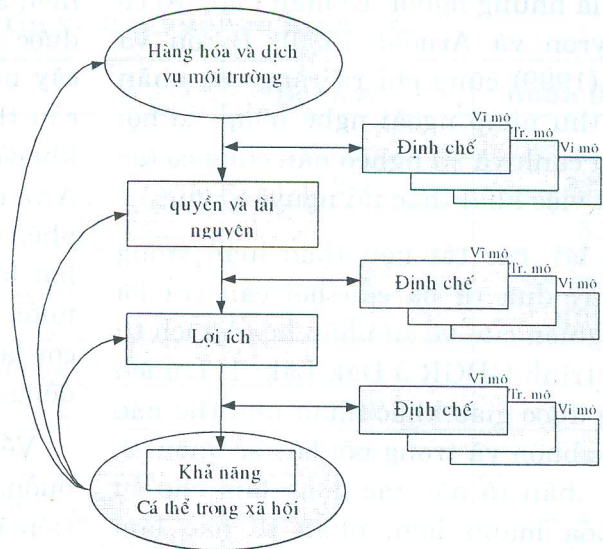 Hàng hóa và dịch
vụ môi trường
Vĩ mô
Tr. mô
Vi mô
Định chế
quyền và tài
nguyên
Vĩ mô
Tr. mô
Vi mô
Định chế
Lợi ích
Vĩ mô
Tr. mô
Vi mô
Định chế
Khả năng
Cá thể trong xã hội